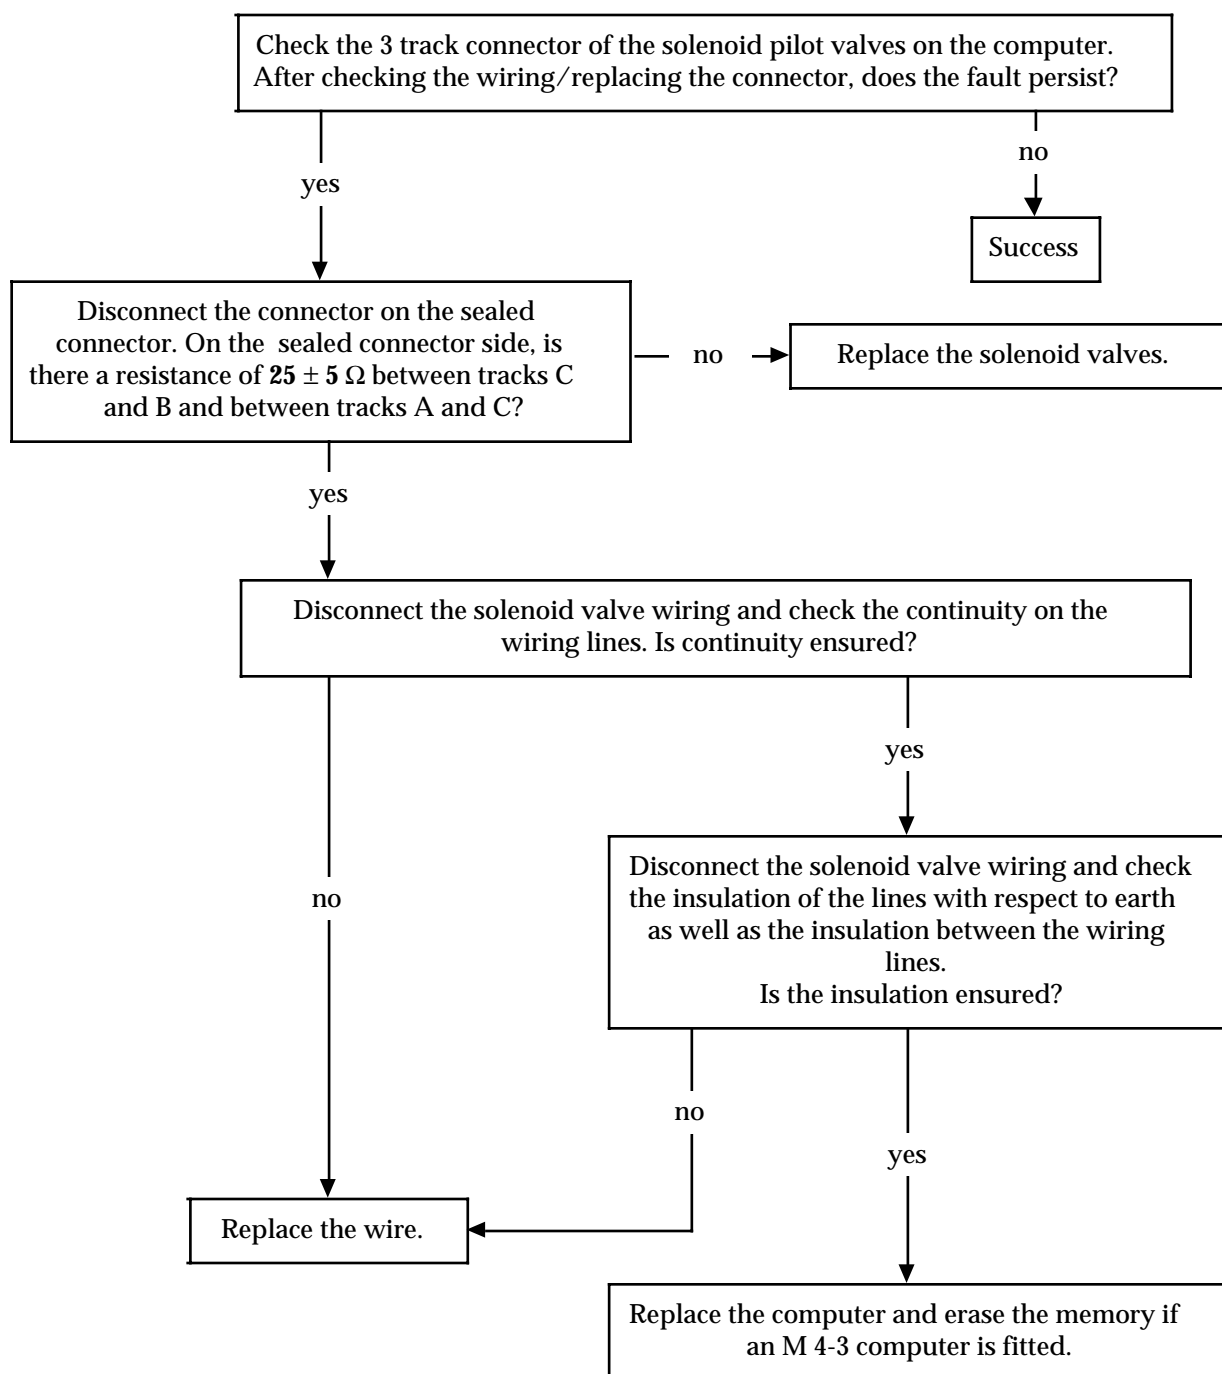 Check the 3 track connector of the solenoid pilot valves on the computer.
After checking the wiring/replacing the connector, does the fault persist?
no
yes
Success
Disconnect the connector on the sealed
connector. On the sealed connector side, is
there a resistance of 25 ± 5 Ω between tracks C
and B and between tracks A and C?
no
Replace the solenoid valves.
yes
Disconnect the solenoid valve wiring and check the continuity on the
wiring lines. Is continuity ensured?
yes
no
Disconnect the solenoid valve wiring and check
the insulation of the lines with respect to earth
as well as the insulation between the wiring
lines.
Is the insulation ensured?
no
yes
Replace the wire.
Replace the computer and erase the memory if
an M 4-3 computer is fitted.